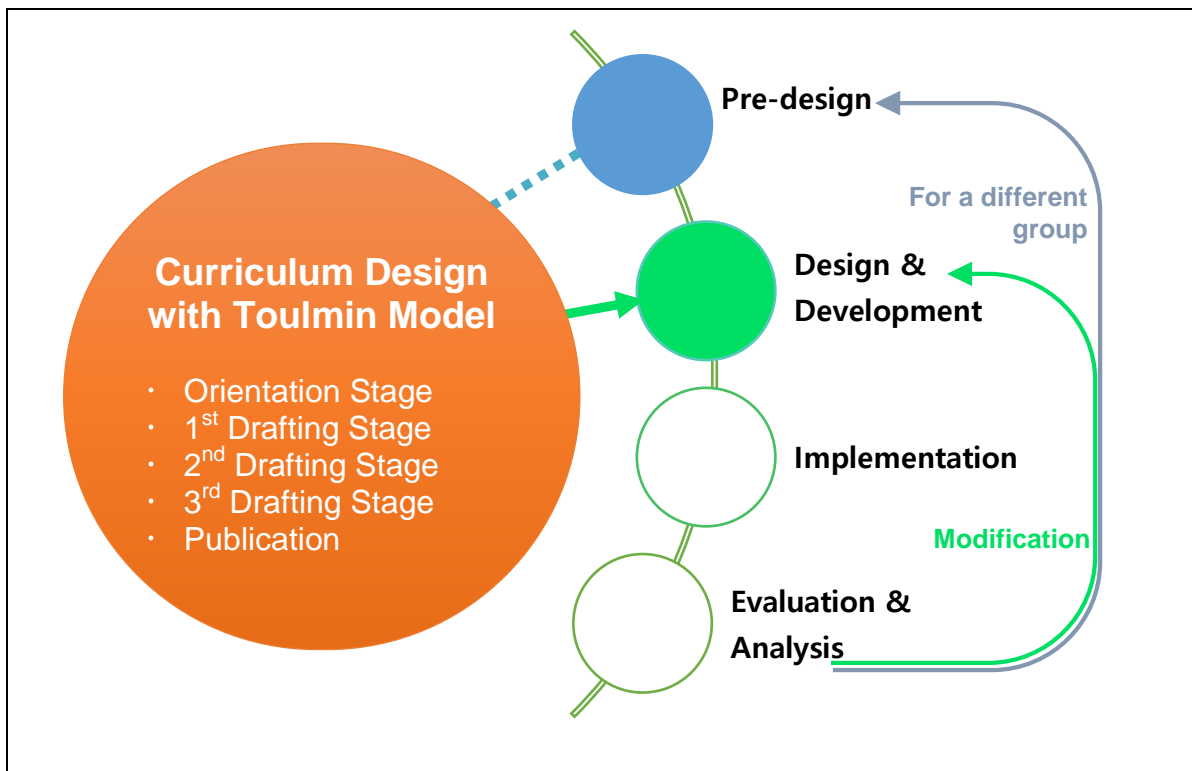 Curriculum Design
with Toulmin Model
· Orientation Stage
· 1st Drafting Stage
· 2nd Drafting Stage
· 3rd Drafting Stage
· Publication
Pre-design
For a different
group
Design &
Development
Implementation
Modification
Evaluation &
Analysis